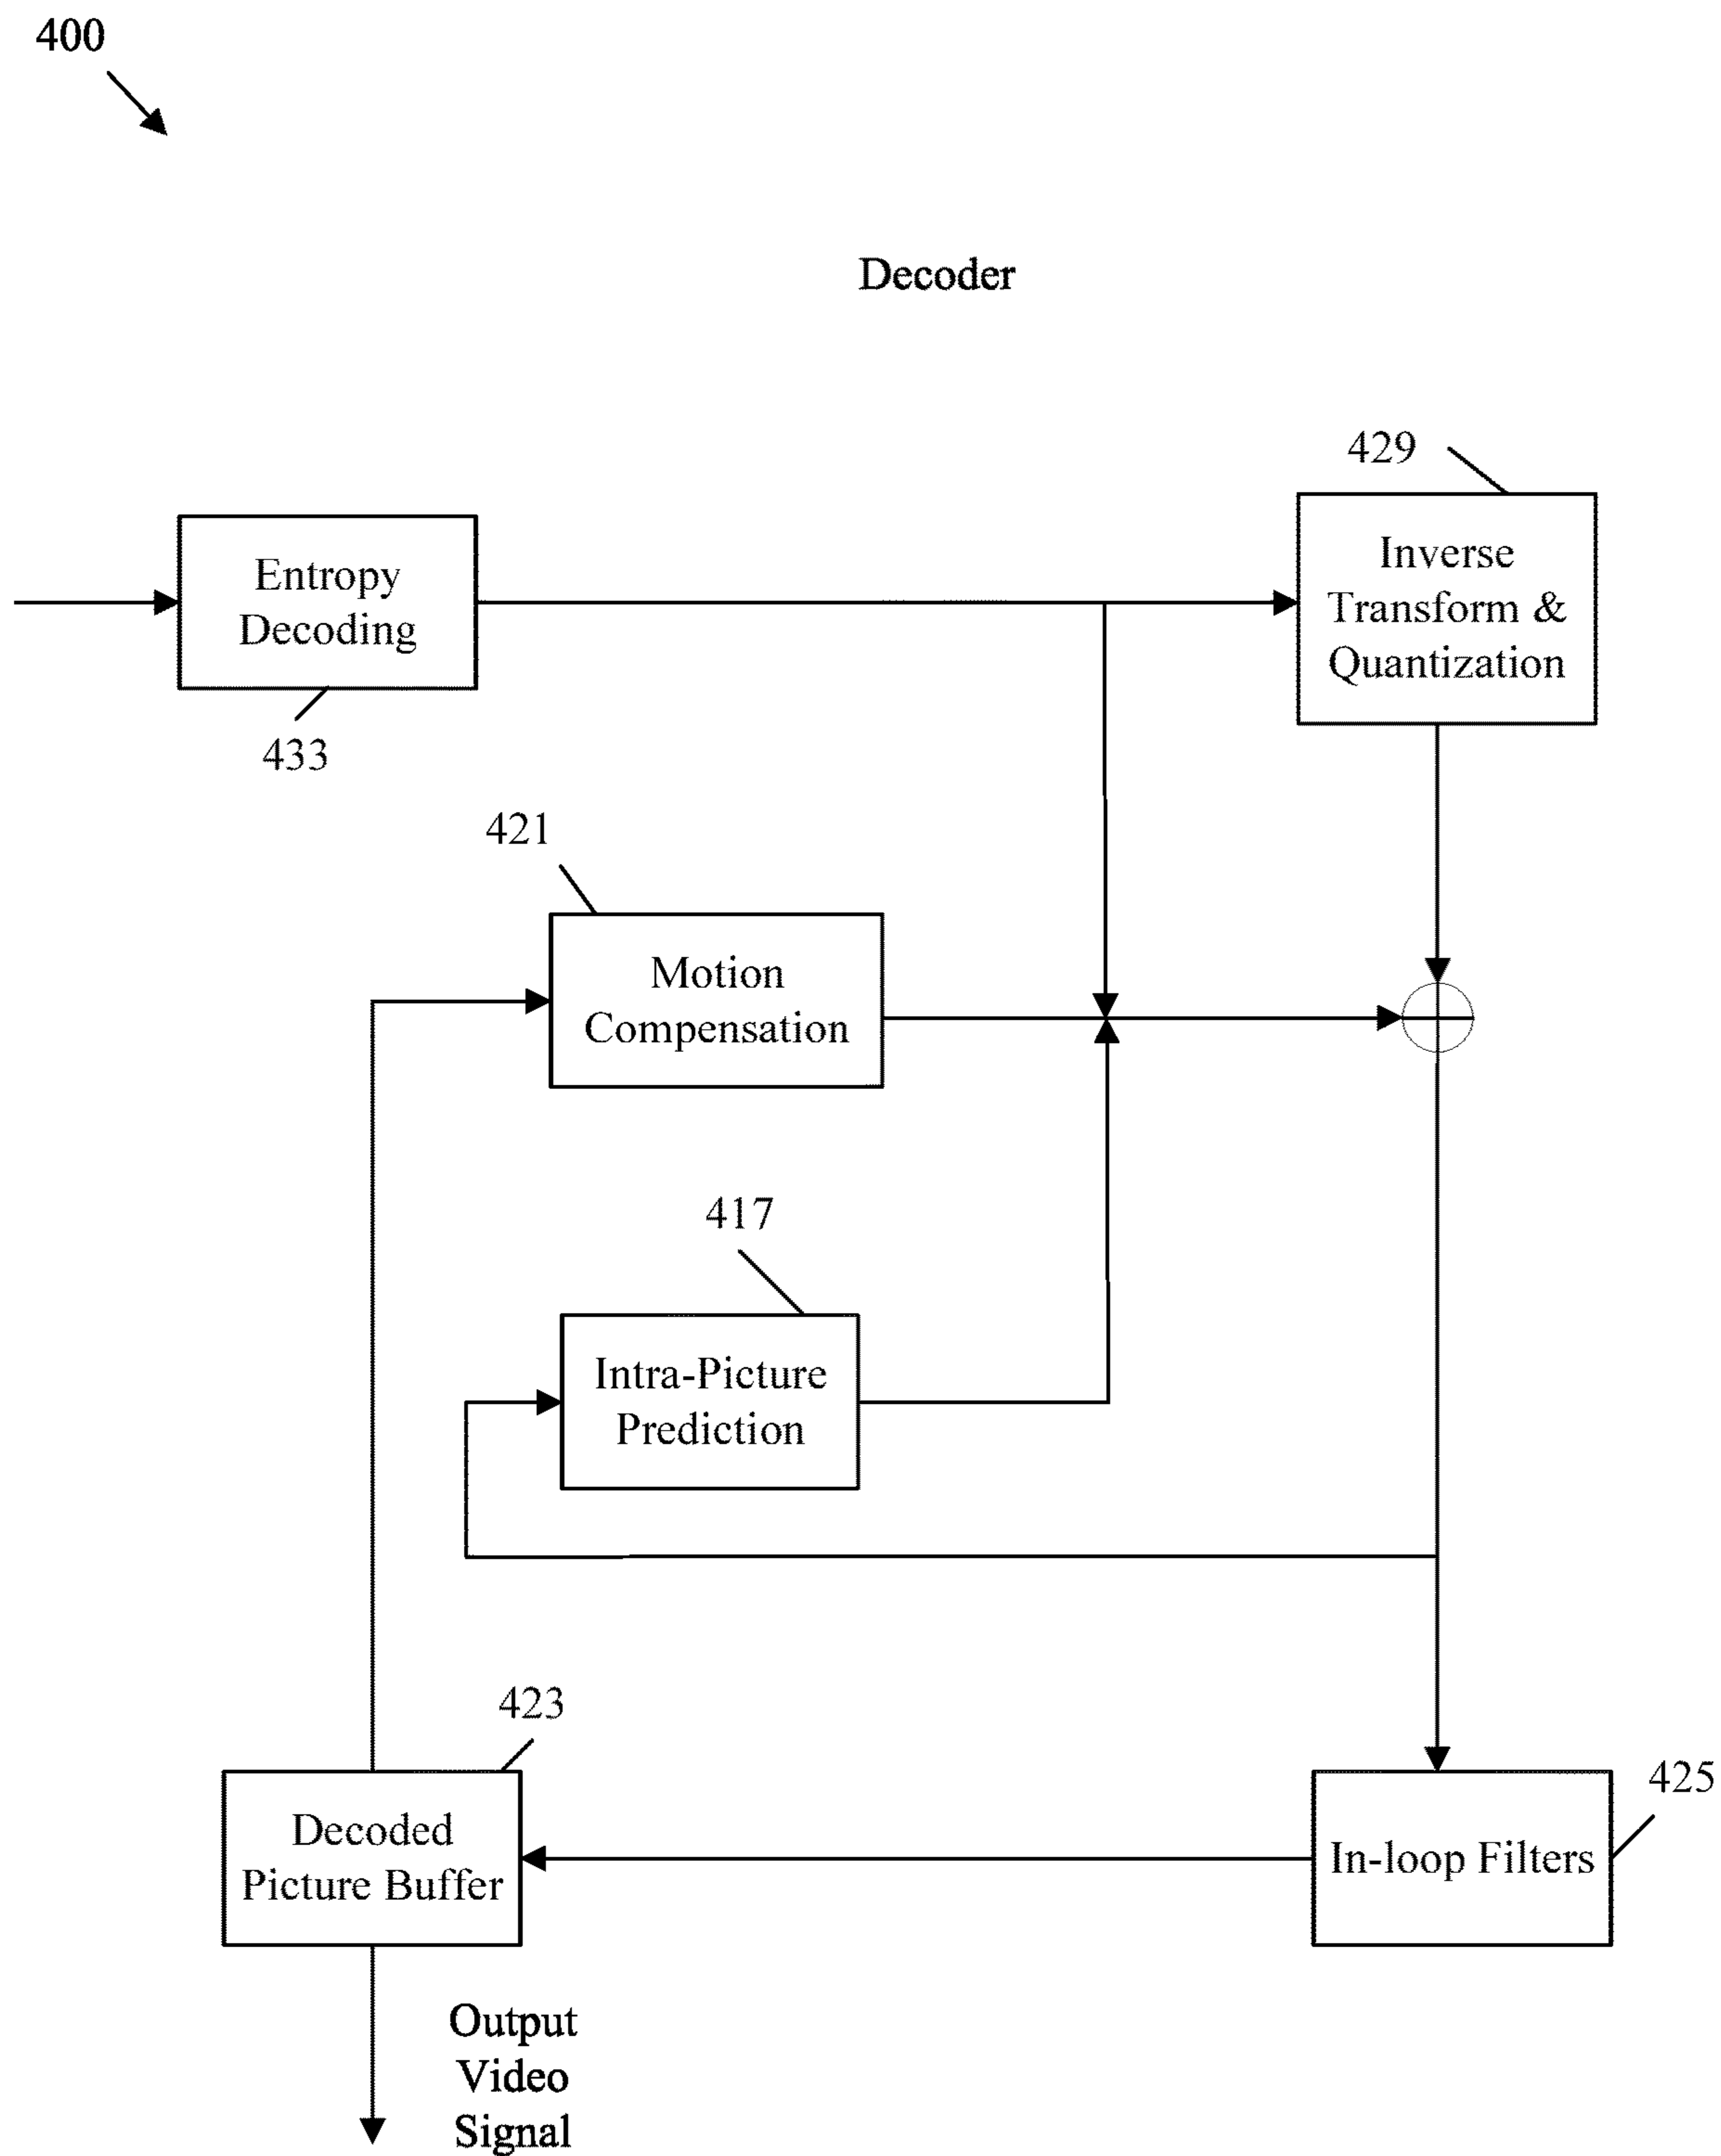 400
Decoder
429
Inverse
Transform &
Quantization
Entropy
Decoding
433
421
Motion
Compensation
417
Intra-Picture
Prediction
423
Decoded
Picture Buffer
425
In-loop Filters
Output
Video
Signal